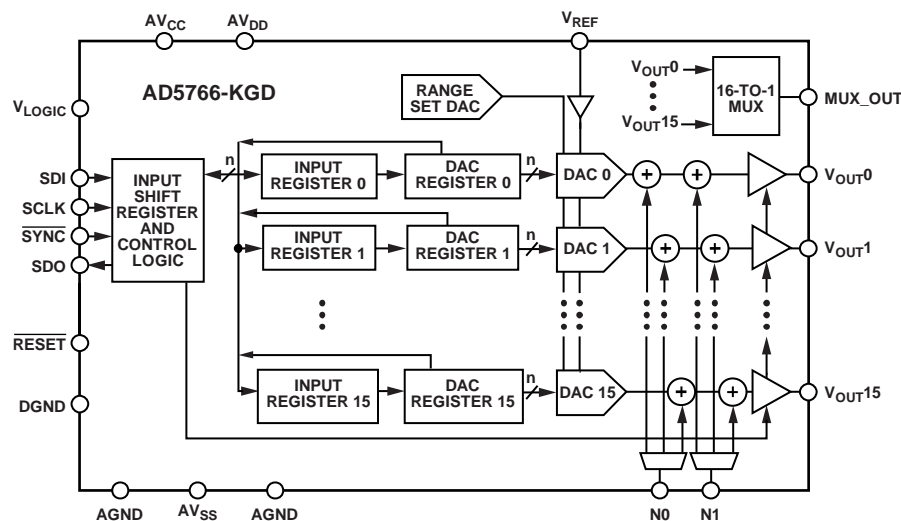 AVCC
AVDD
VREF
AD5766-KGD
RANGE
SET DAC
VOUT0
VOUT15
16-TO-1
MUX
MUX_OUT
VLOGIC
SDI
SCLK
SYNC
SDO
RESET
DGND
INPUT
SHIFT
REGISTER
AND
CONTROL
LOGIC
n
INPUT
REGISTER 0
DAC
REGISTER 0
n
DAC 0
+
+
VOUT0
INPUT
REGISTER 1
DAC
REGISTER 1
n
DAC 1
+
+
VOUT1
INPUT
REGISTER 15
DAC
REGISTER 15
n
DAC 15
+
+
VOUT15
AGND
AVSS
AGND
N0
N1